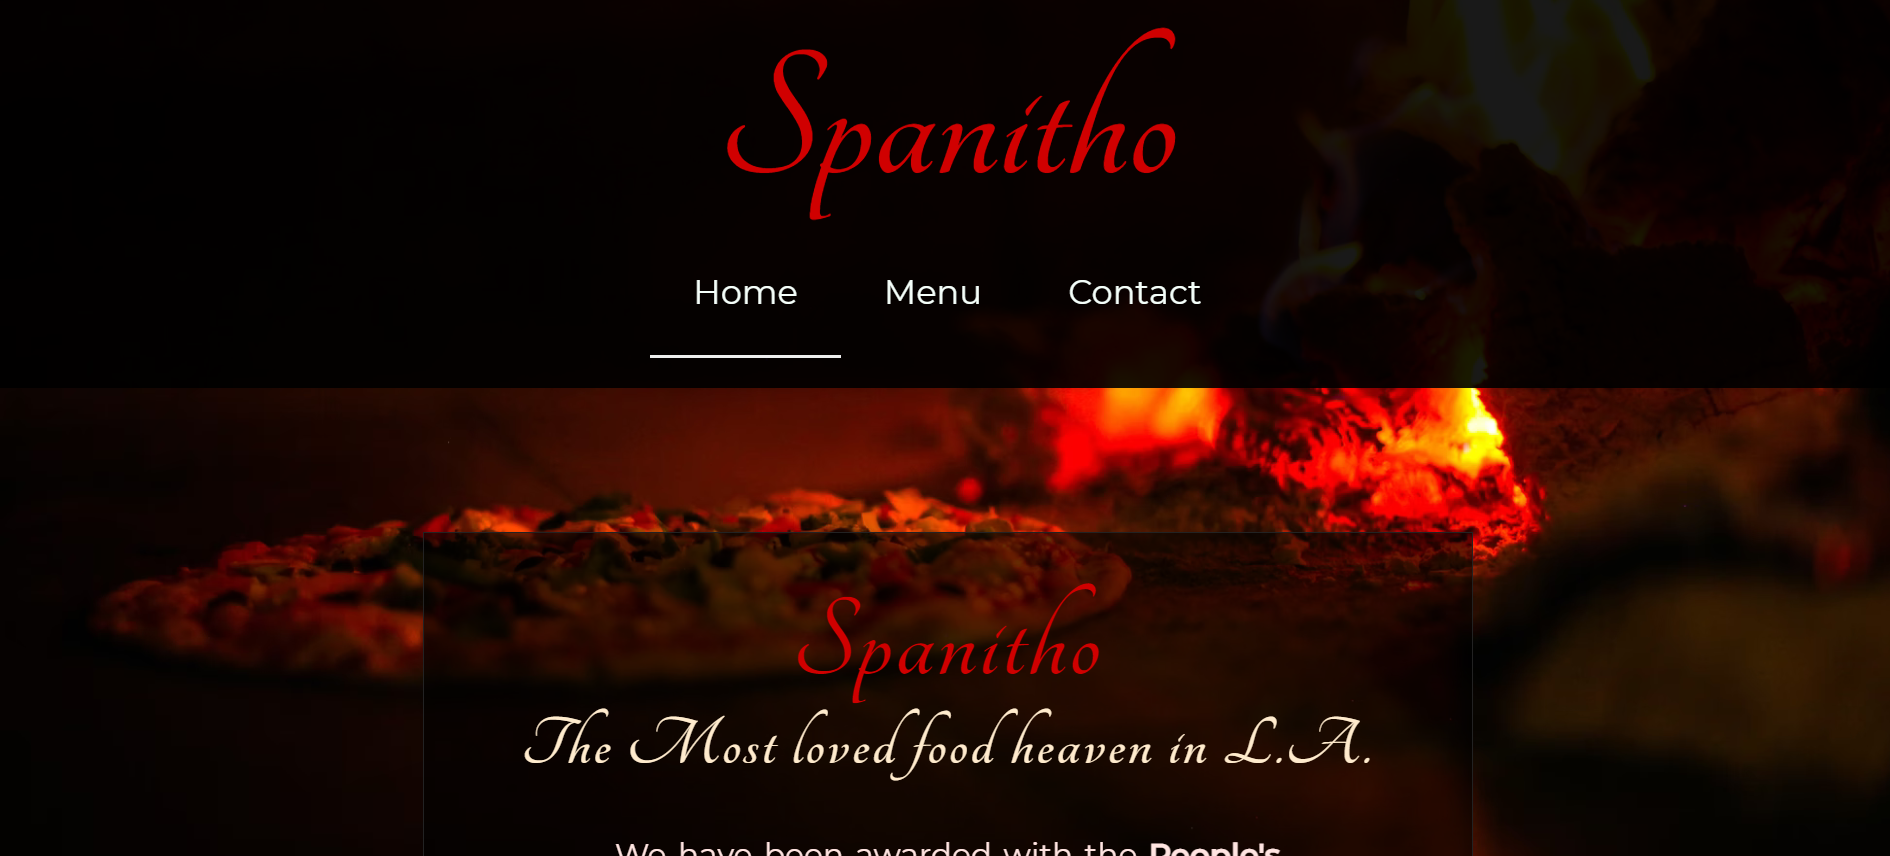 Spanitho
Home Menu Contact
Spanitho
The Most loved food heaven in L.A.
We have been awarded with the People's